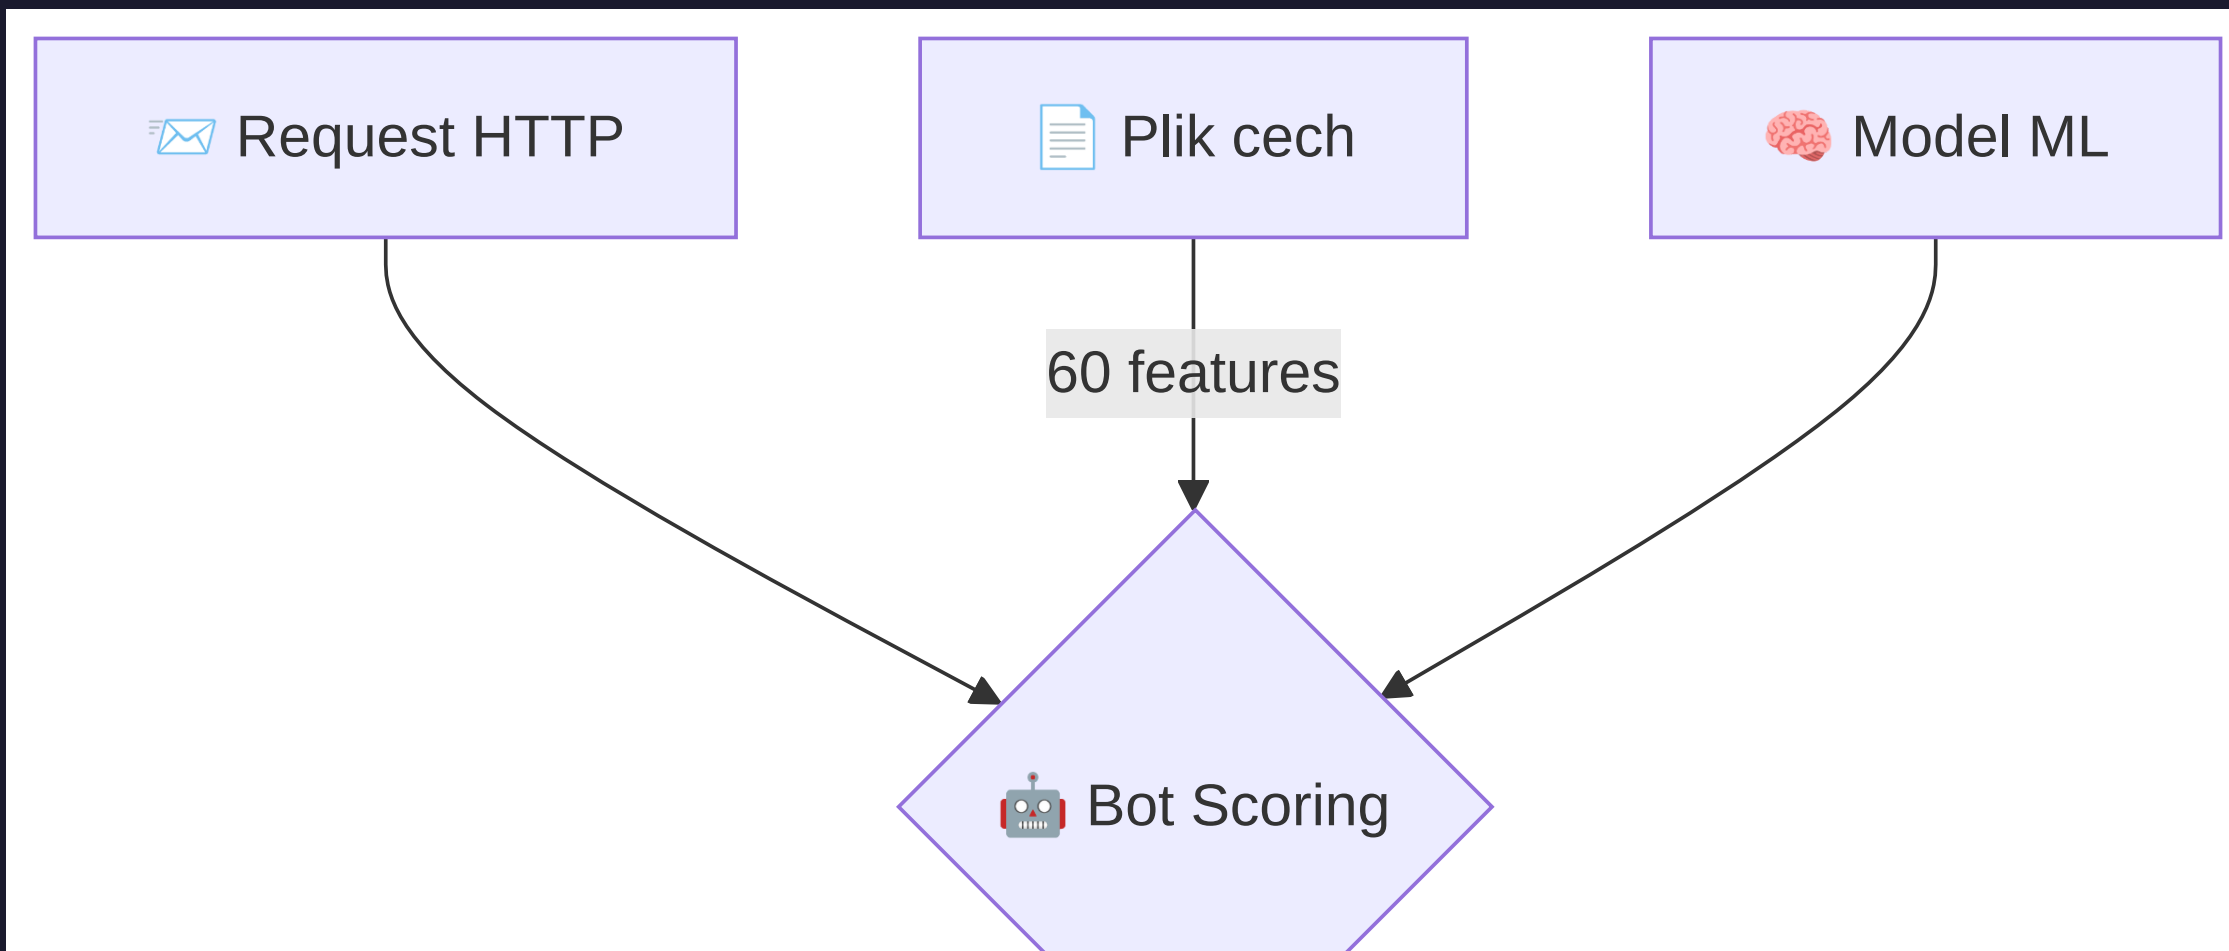 📨 Request HTTP
📄 Plik cech
🧠 Model ML
60 features
🤖 Bot Scoring